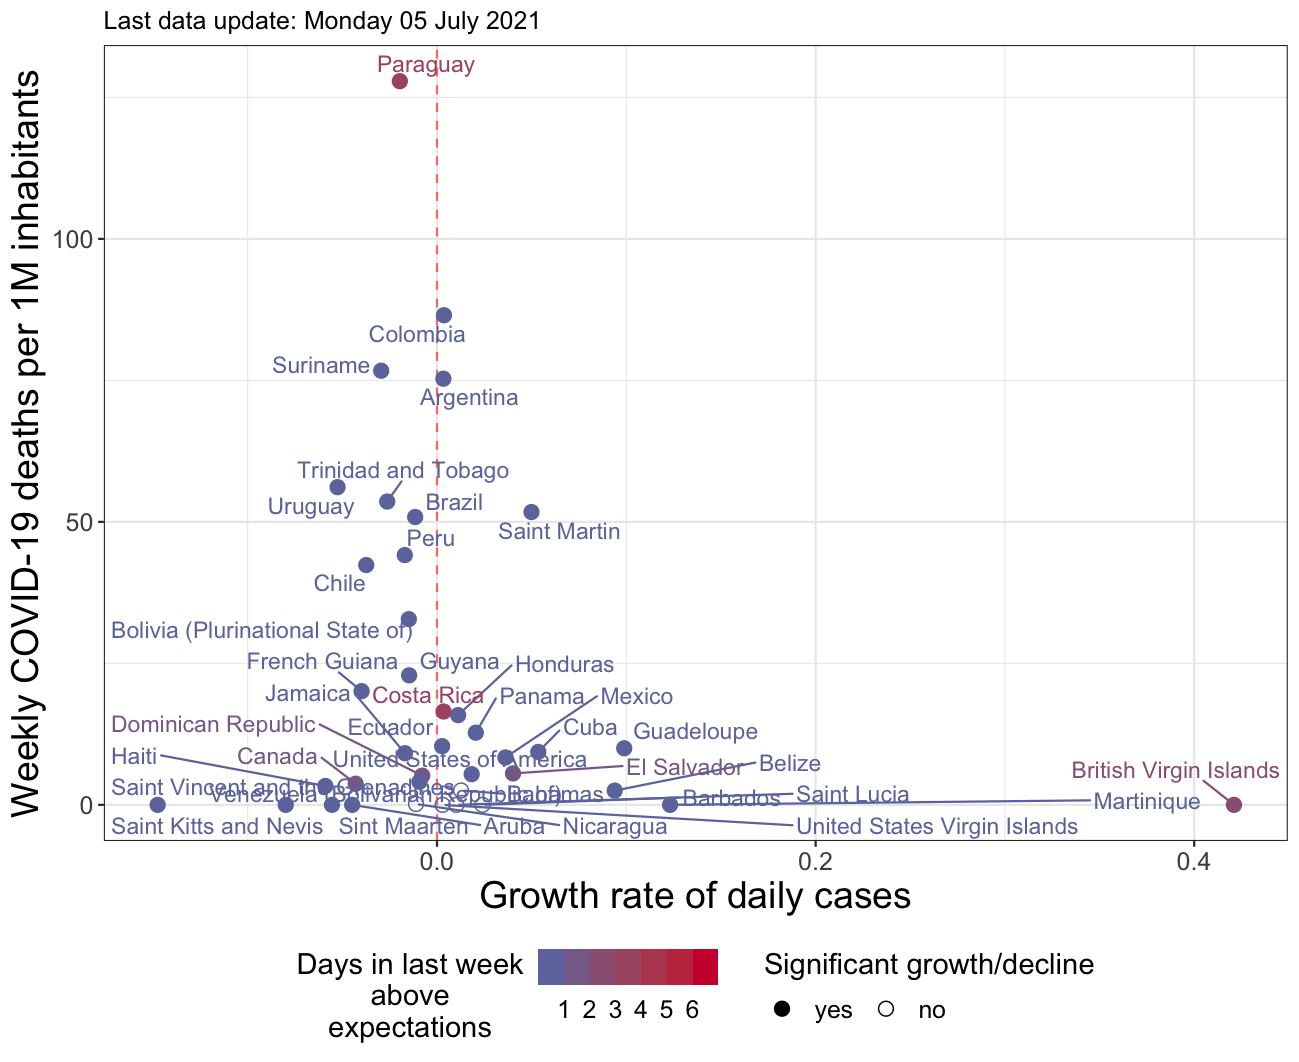 Last data update: Monday 05 July 2021
Weekly COVID-19 deaths per 1M inhabitants
Paraguay
100
Colombia
Suriname
Argentina
Trinidad and Tobago
Uruguay
Brazil
50
Saint Martin
Peru
Chile
Bolivia (Plurinational State of)
French Guiana
Guyana
Honduras
Jamaica
Costa Rica
Panama
Mexico
Dominican Republic
Ecuador
Cuba
Guadeloupe
Haiti
Canada
United States of America
El Salvador
Belize
British Virgin Islands
Saint Vincent and the Grenadines
Venezuela (Bolivarian Republic of)
Bahamas
Barbados
Saint Lucia
Martinique
0
Saint Kitts and Nevis
Sint Maarten
Aruba
Nicaragua
United States Virgin Islands
0.0
0.2
0.4
Growth rate of daily cases
Days in last week
above
expectations
1 2 3 4 5 6
Significant growth/decline
yes
no